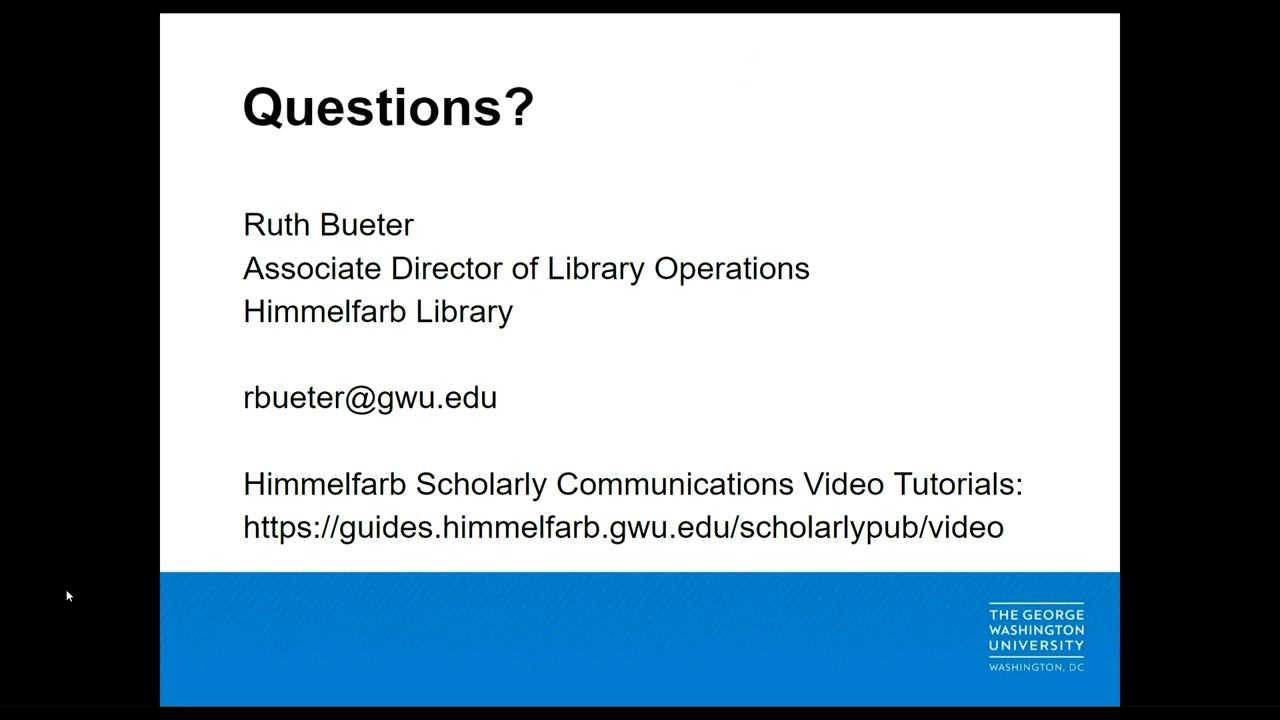 Questions?
Ruth Bueter
Associate Director of Library Operations
Himmelfarb Library
rbueter@gwu.edu
Himmelfarb Scholarly Communications Video Tutorials:
https://guides.himmelfarb.gwu.edu/scholarlypub/video
THE GEORGE
WASHINGTON
UNIVERSITY
WASHINGTON, DC